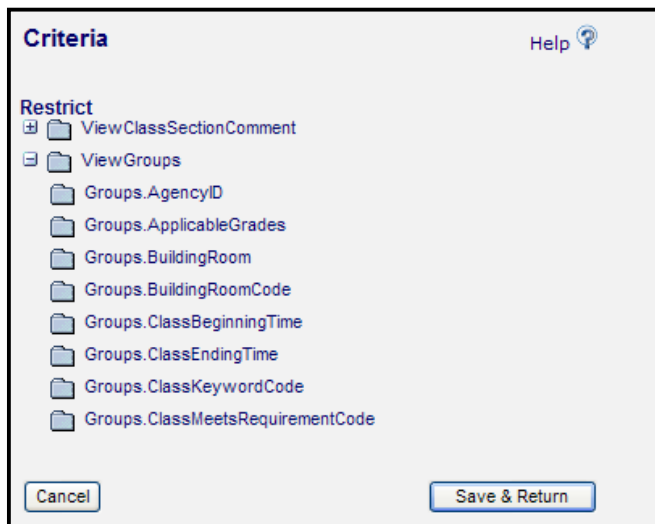 Criteria
Help
Restrict
ViewClassSectionComment
ViewGroups
Groups.AgencyID
Groups.ApplicableGrades
Groups.BuildingRoom
Groups.BuildingRoomCode
Groups.ClassBeginningTime
Groups.ClassEndingTime
Groups.ClassKeywordCode
Groups.ClassMeetsRequirementCode
Cancel
Save & Return